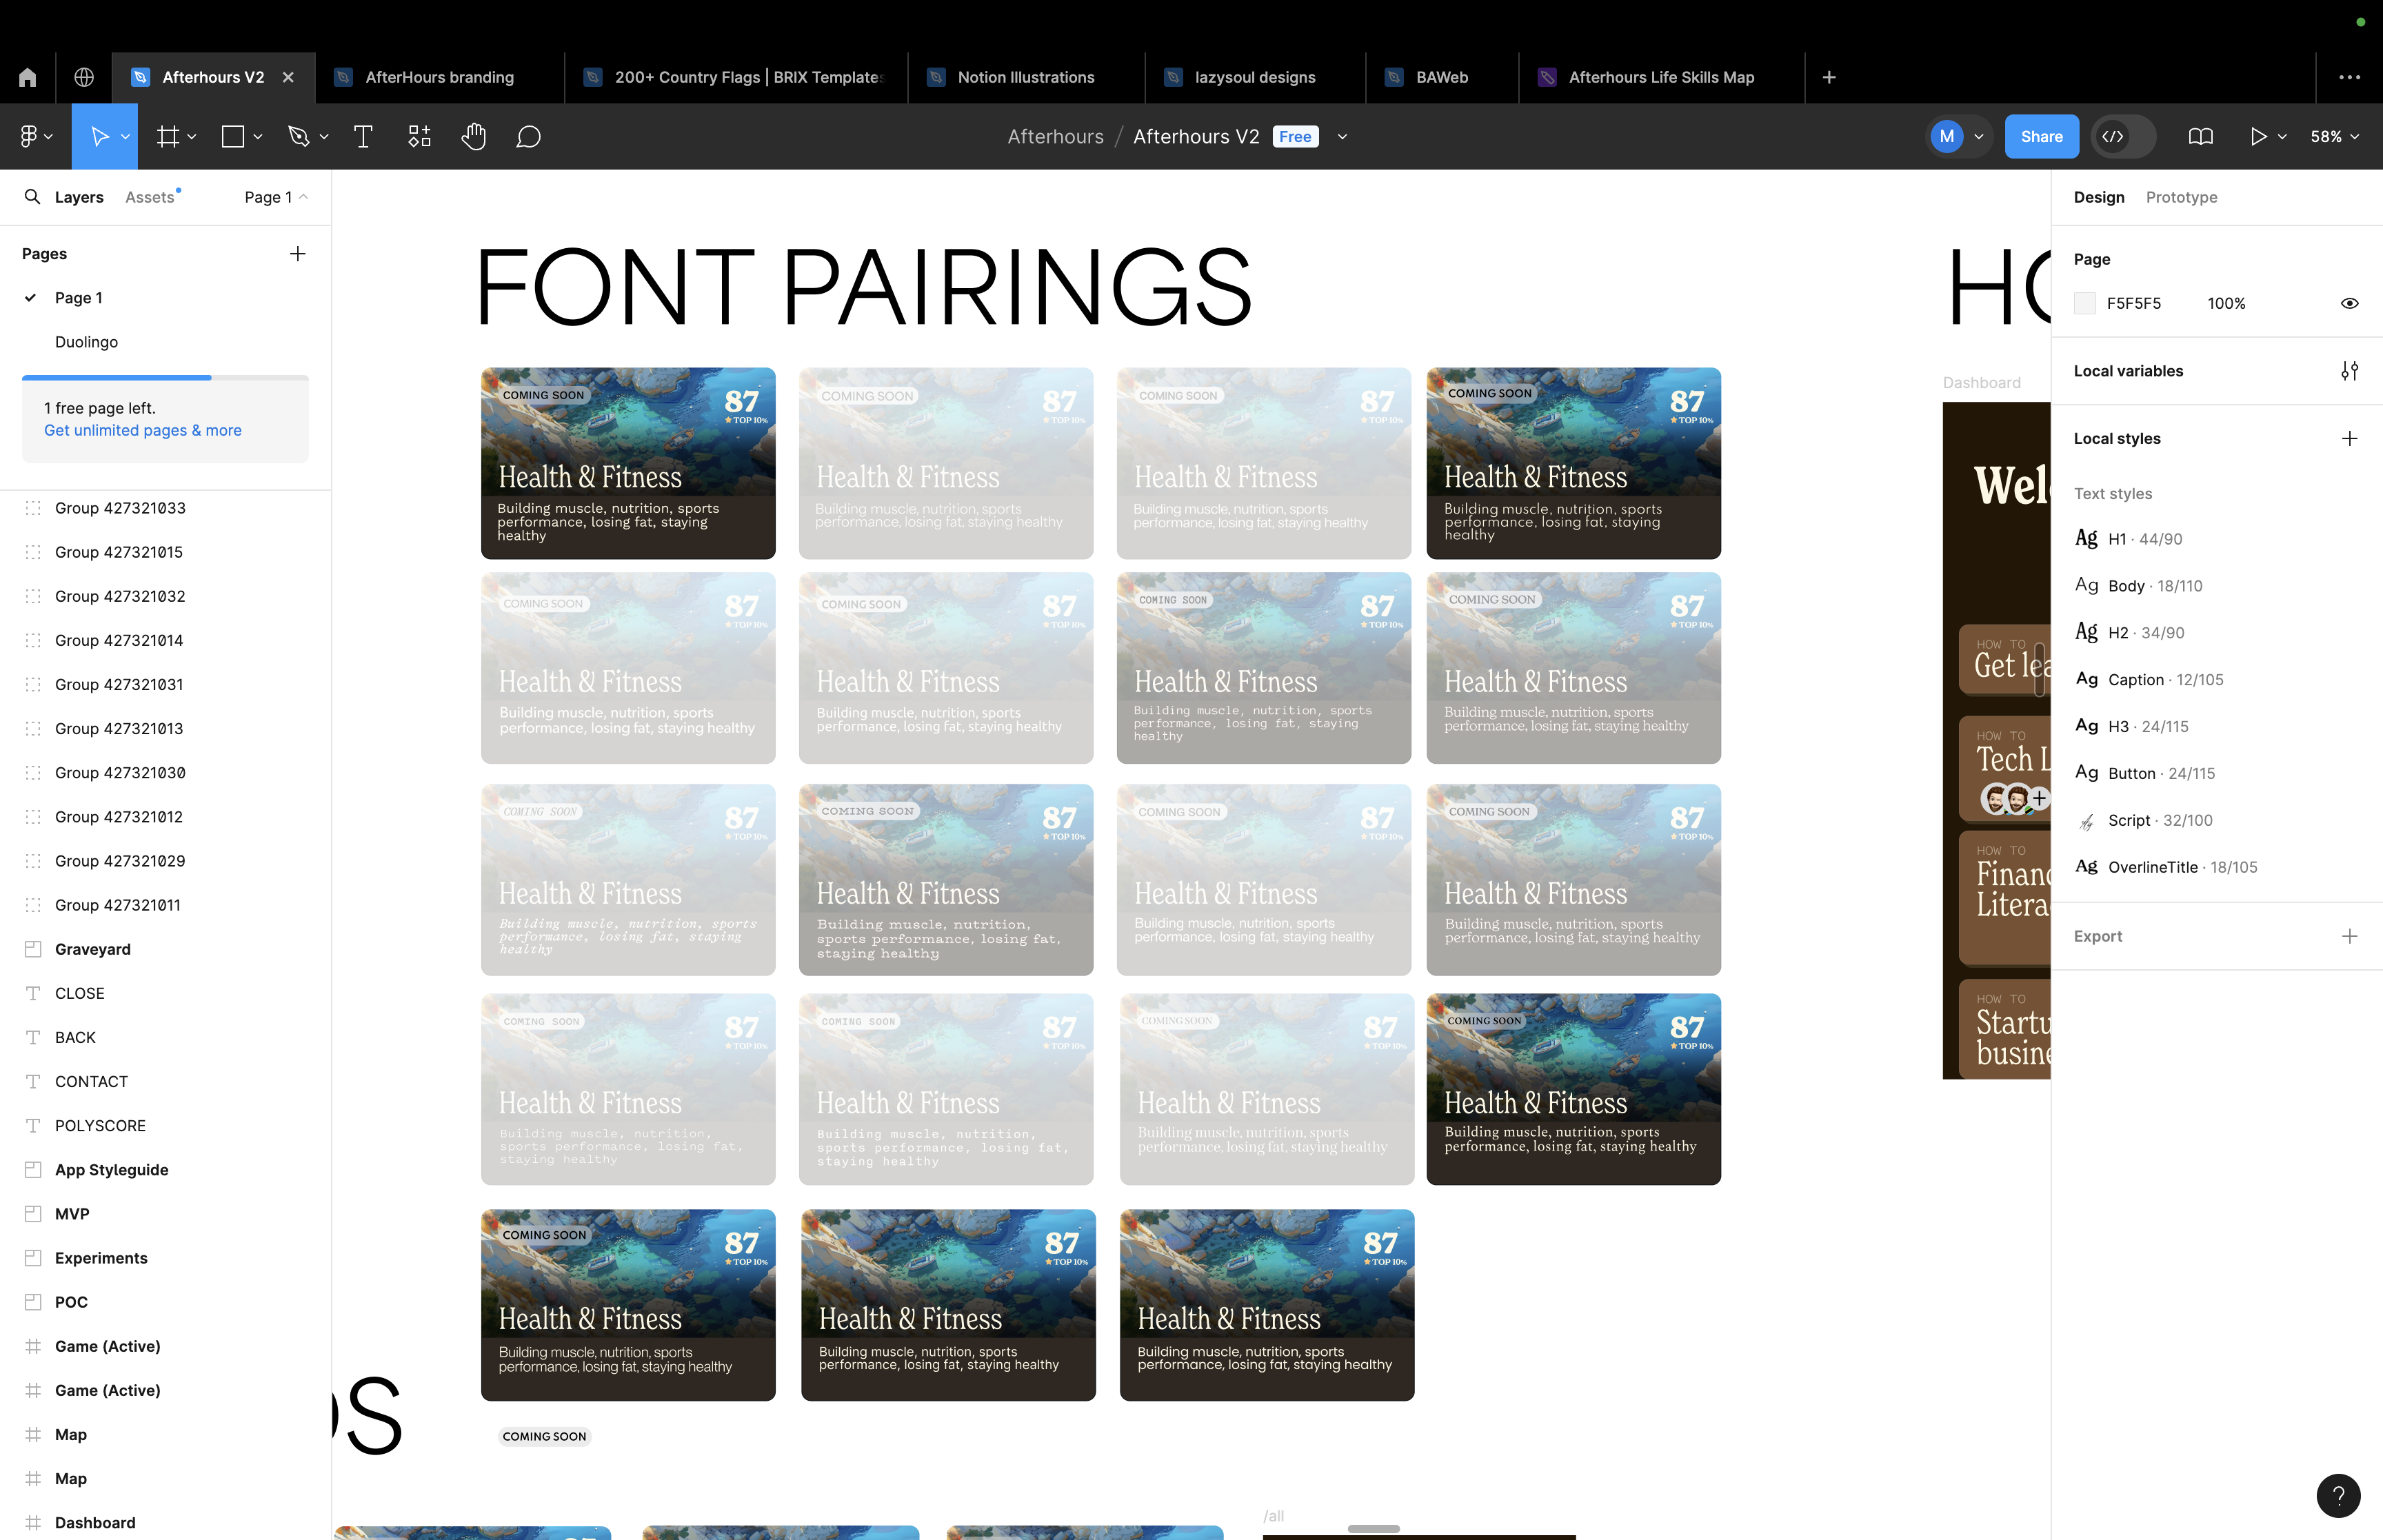 Afterhours V2
AfterHours branding
200+ Country Flags | BRIX Templates
Notion Illustrations
lazysoul designs
BAWeb
Afterhours Life Skills Map
Afterhours / Afterhours V2 Free
M
Share
58%
Layers
Assets
Page 1
Pages
Page 1
Duolingo
1 free page left.
Get unlimited pages & more
Group 427321033
Group 427321015
Group 427321032
Group 427321014
Group 427321031
Group 427321013
Group 427321030
Group 427321012
Group 427321029
Group 427321011
Graveyard
CLOSE
BACK
CONTACT
POLYSCORE
App Styleguide
MVP
Experiments
POC
Game (Active)
Game (Active)
Map
Map
Dashboard
FONT PAIRINGS
COMING SOON
87
TOP 10%
Health & Fitness
Building muscle, nutrition, sports
performance, losing fat, staying
healthy
COMING SOON
87
TOP 10%
Health & Fitness
Building muscle, nutrition, sports
performance, losing fat, staying healthy
COMING SOON
87
TOP 10%
Health & Fitness
Building muscle, nutrition, sports
performance, losing fat, staying healthy
COMING SOON
87
TOP 10%
Health & Fitness
Building muscle, nutrition, sports
performance, losing fat, staying
healthy
COMING SOON
87
TOP 10%
Health & Fitness
Building muscle, nutrition, sports
performance, losing fat, staying healthy
COMING SOON
87
TOP 10%
Health & Fitness
Building muscle, nutrition, sports
performance, losing fat, staying healthy
COMING SOON
87
TOP 10%
Health & Fitness
Building muscle, nutrition, sports
performance, losing fat, staying
healthy
COMING SOON
87
TOP 10%
Health & Fitness
Building muscle, nutrition, sports
performance, losing fat, staying healthy
COMING SOON
87
TOP 10%
Health & Fitness
Building muscle, nutrition, sports
performance, losing fat, staying
healthy
COMING SOON
87
TOP 10%
Health & Fitness
Building muscle, nutrition,
sports performance, losing fat,
staying healthy
COMING SOON
87
TOP 10%
Health & Fitness
Building muscle, nutrition, sports
performance, losing fat, staying healthy
COMING SOON
87
TOP 10%
Health & Fitness
Building muscle, nutrition, sports
performance, losing fat, staying healthy
COMING SOON
87
TOP 10%
Health & Fitness
Building muscle, nutrition,
sports performance, losing fat,
staying healthy
COMING SOON
87
TOP 10%
Health & Fitness
Building muscle, nutrition,
sports performance, losing fat,
staying healthy
COMING SOON
87
TOP 10%
Health & Fitness
Building muscle, nutrition, sports
performance, losing fat, staying healthy
COMING SOON
87
TOP 10%
Health & Fitness
Building muscle, nutrition, sports
performance, losing fat, staying healthy
COMING SOON
87
TOP 10%
Health & Fitness
Building muscle, nutrition, sports
performance, losing fat, staying healthy
87
TOP 10%
Health & Fitness
Building muscle, nutrition, sports
performance, losing fat, staying healthy
87
TOP 10%
Health & Fitness
Building muscle, nutrition, sports
performance, losing fat, staying healthy
COMING SOON
S
/all
Dashboard
Wel
HOW TO
Get lea
HOW TO
Tech L
HOW TO
Financ
Litera
HOW TO
Startu
busine
Design
Prototype
Page
F5F5F5
100%
Local variables
Local styles
Text styles
Ag H1 · 44/90
Ag Body · 18/110
Ag H2 · 34/90
Ag Caption · 12/105
Ag H3 · 24/115
Ag Button · 24/115
Ag Script · 32/100
Ag OverlineTitle · 18/105
Export
?